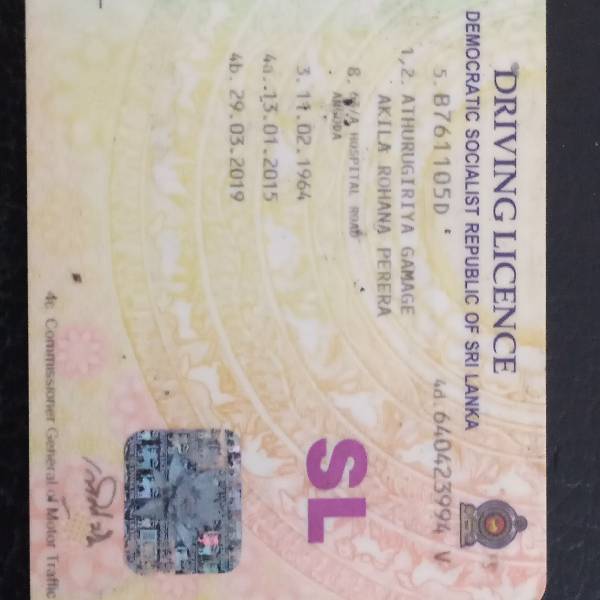 DRIVING LICENCE
DEMOCRATIC SOCIALIST REPUBLIC OF SRI LANKA
5. B761105D 4d. 640423994 V
1,2. ATHURUGIRIYA GAMAGE
AKILA ROHANA PERERA
8. HOSPITAL ROAD
3. 11.02.1964
4a. 13.01.2015
4b. 29.03.2019
SL
4c. Commissioner General of Motor Traffic